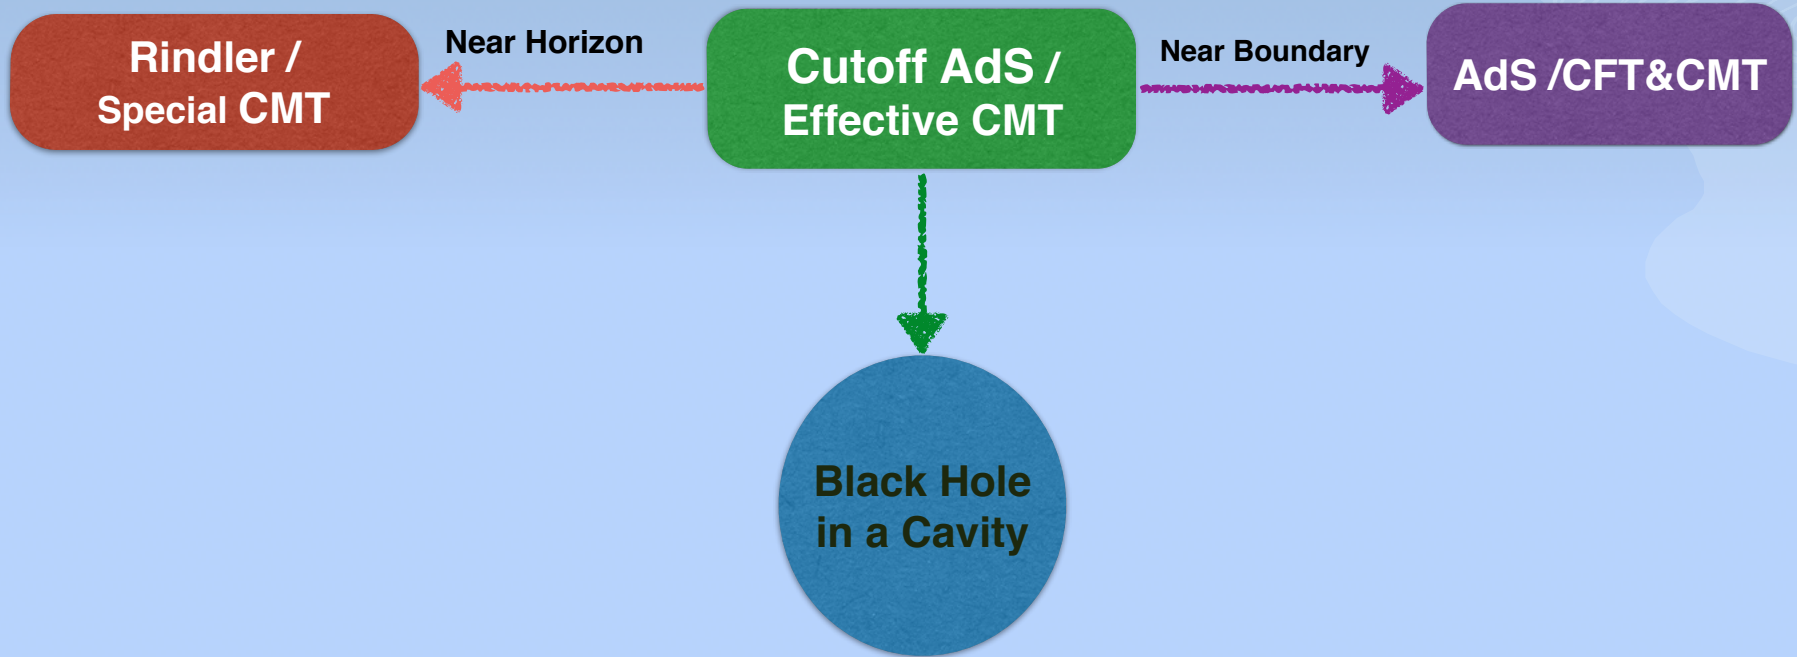 Rindler /
Special CMT
Near Horizon
Cutoff AdS /
Effective CMT
Near Boundary
AdS /CFT&CMT
Black Hole
in a Cavity